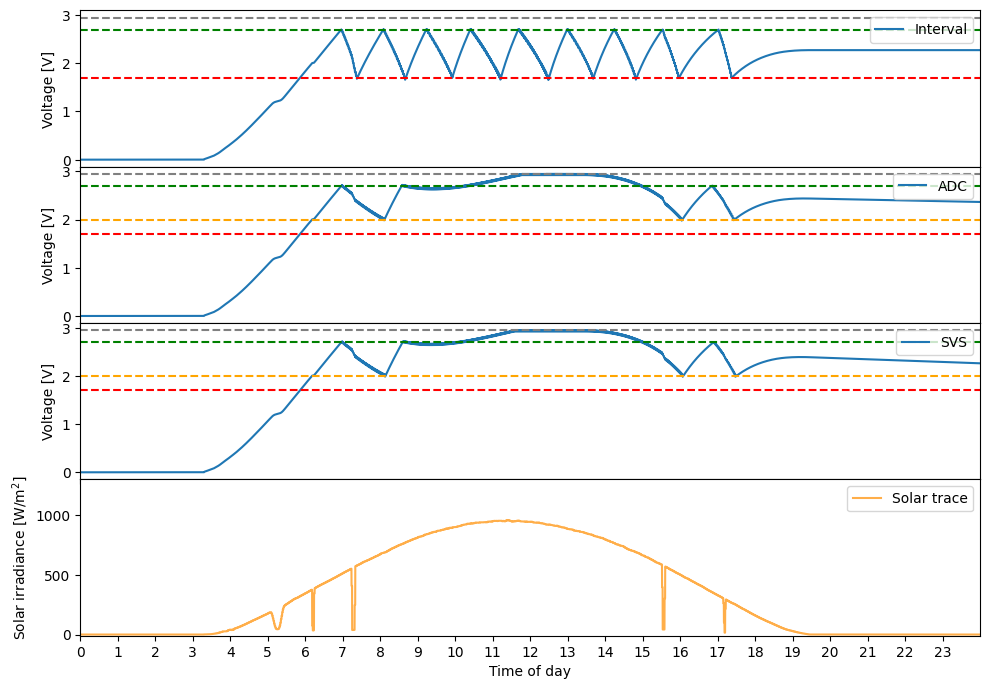 3
2
1
0
Voltage [V]
Interval
3
2
1
0
Voltage [V]
ADC
3
2
1
0
Voltage [V]
SVS
1000
500
0
Solar irradiance [W/m²]
Solar trace
0 1 2 3 4 5 6 7 8 9 10 11 12 13 14 15 16 17 18 19 20 21 22 23
Time of day